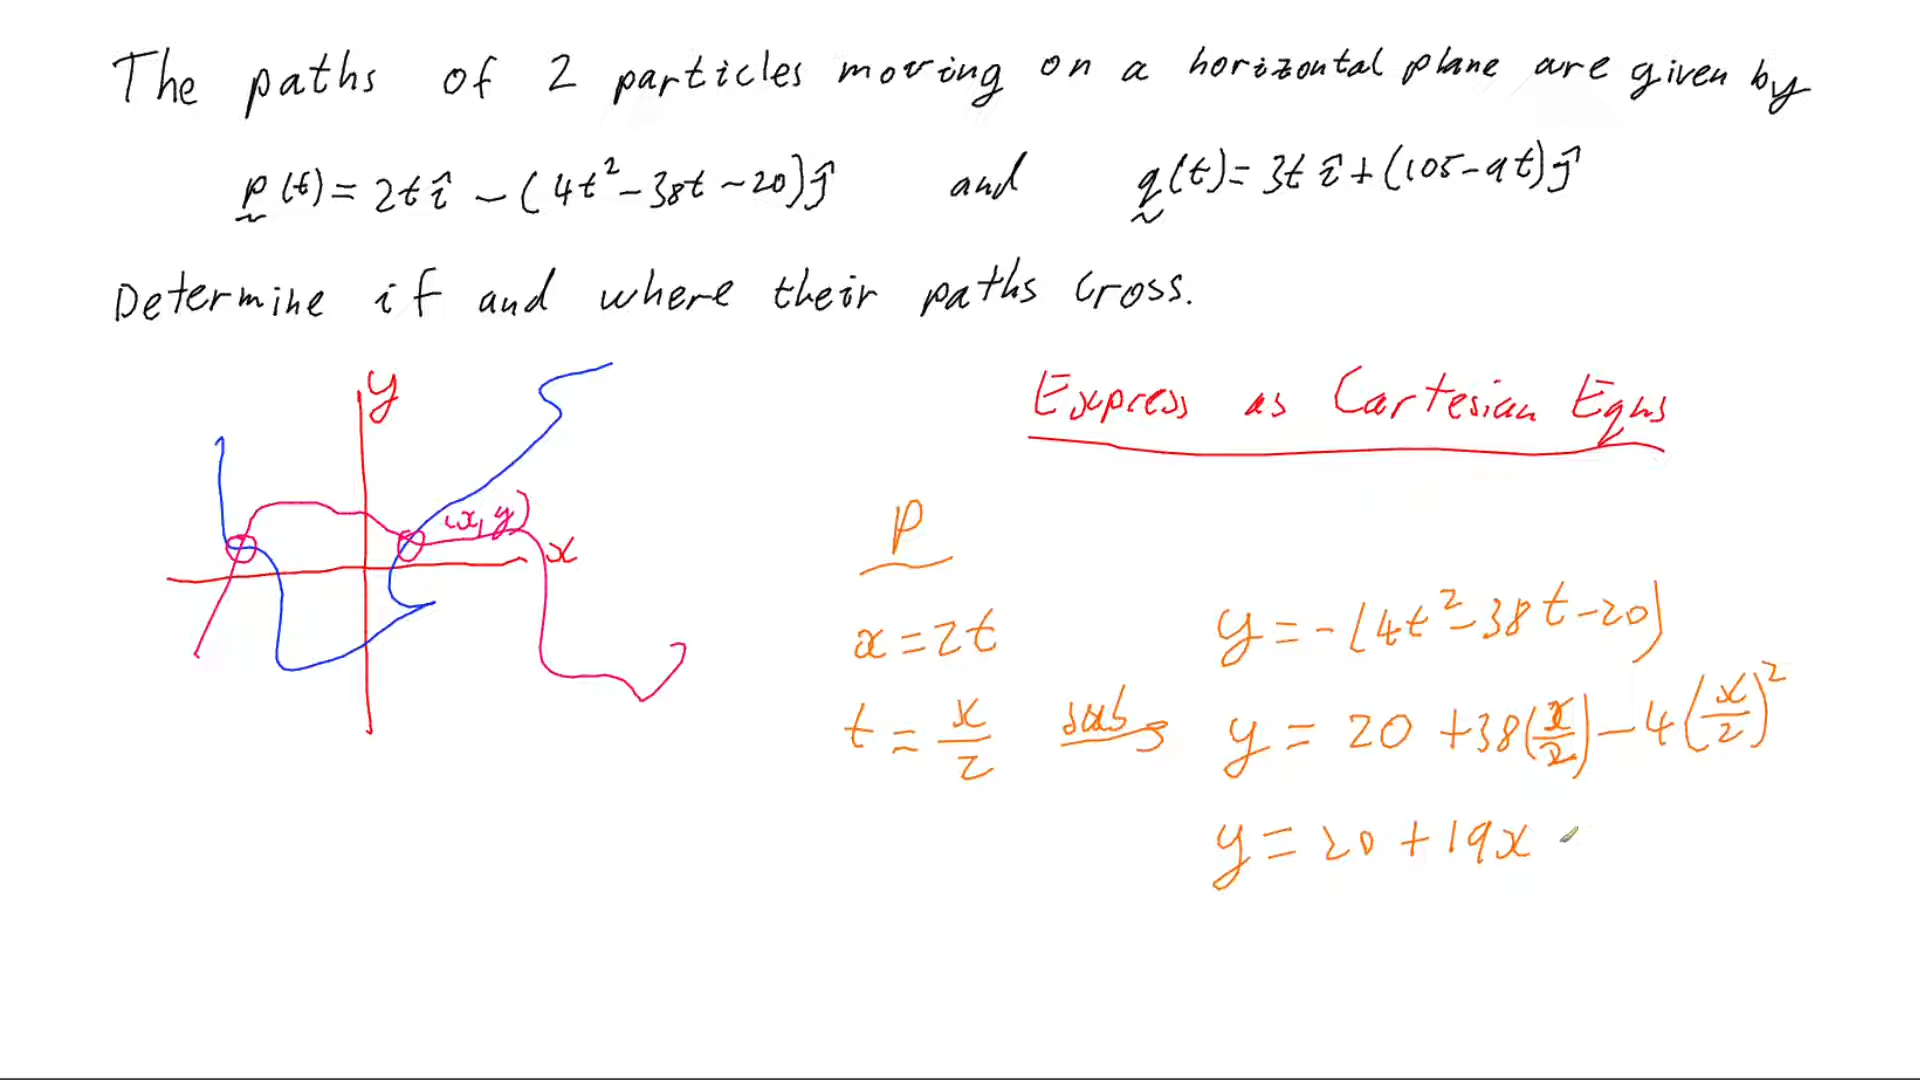 The paths of 2 particles moving on a horizontal plane are given by
p(t) = 2t î - (4t² - 38t - 20) ĵ and q(t) = 3t î + (105 - 9t) ĵ
Determine if and where their paths cross.
y
(x, y)
x
Express as Cartesian Eqns
P
x = 2t y = -(4t² - 38t - 20)
t = x/2 sub y = 20 + 38(x/2) - 4(x/2)²
y = 20 + 19x